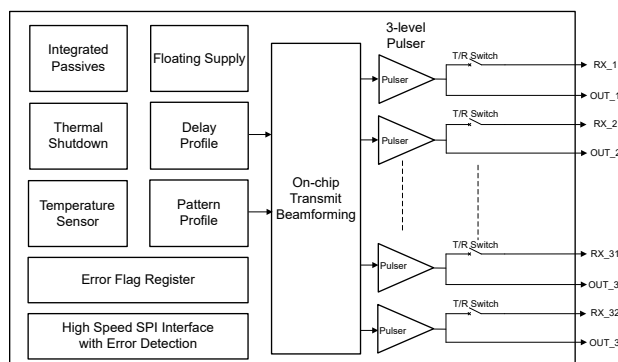 Integrated
Passives
Floating Supply
Thermal
Shutdown
Delay
Profile
Temperature
Sensor
Pattern
Profile
Error Flag Register
High Speed SPI Interface
with Error Detection
On-chip
Transmit
Beamforming
3-level
Pulser
Pulser
T/R Switch
RX_1
OUT_1
Pulser
T/R Switch
RX_2
OUT_2
Pulser
T/R Switch
RX_31
OUT_3
Pulser
T/R Switch
RX_32
OUT_3